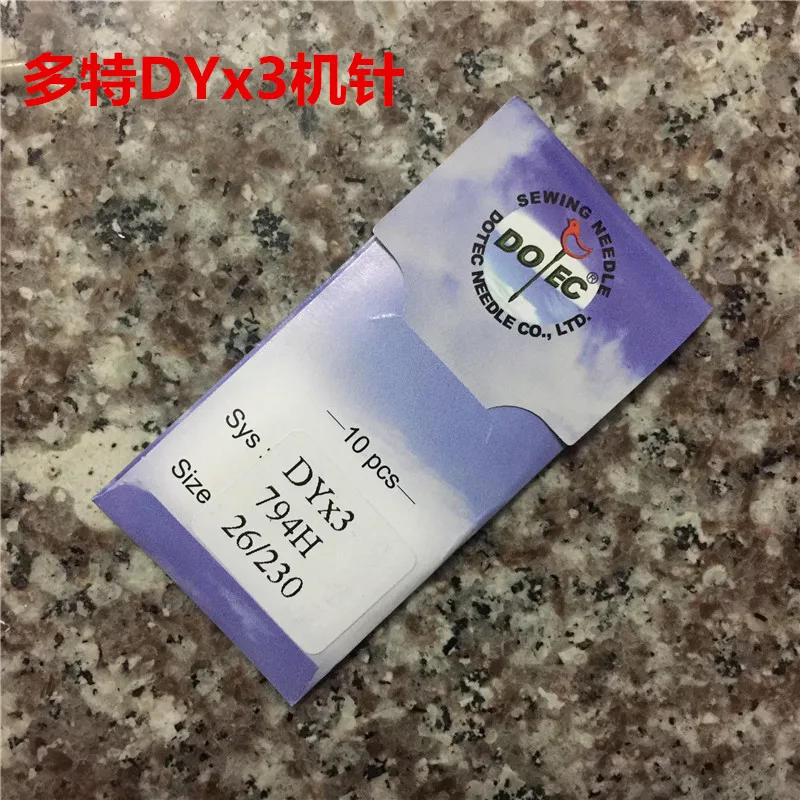 多特DYx3机针
SEWING NEEDLE
DOTEC®
DOTEC NEEDLE CO., LTD.
—10 pcs—
Sys : DYx3
794H
Size 26/230